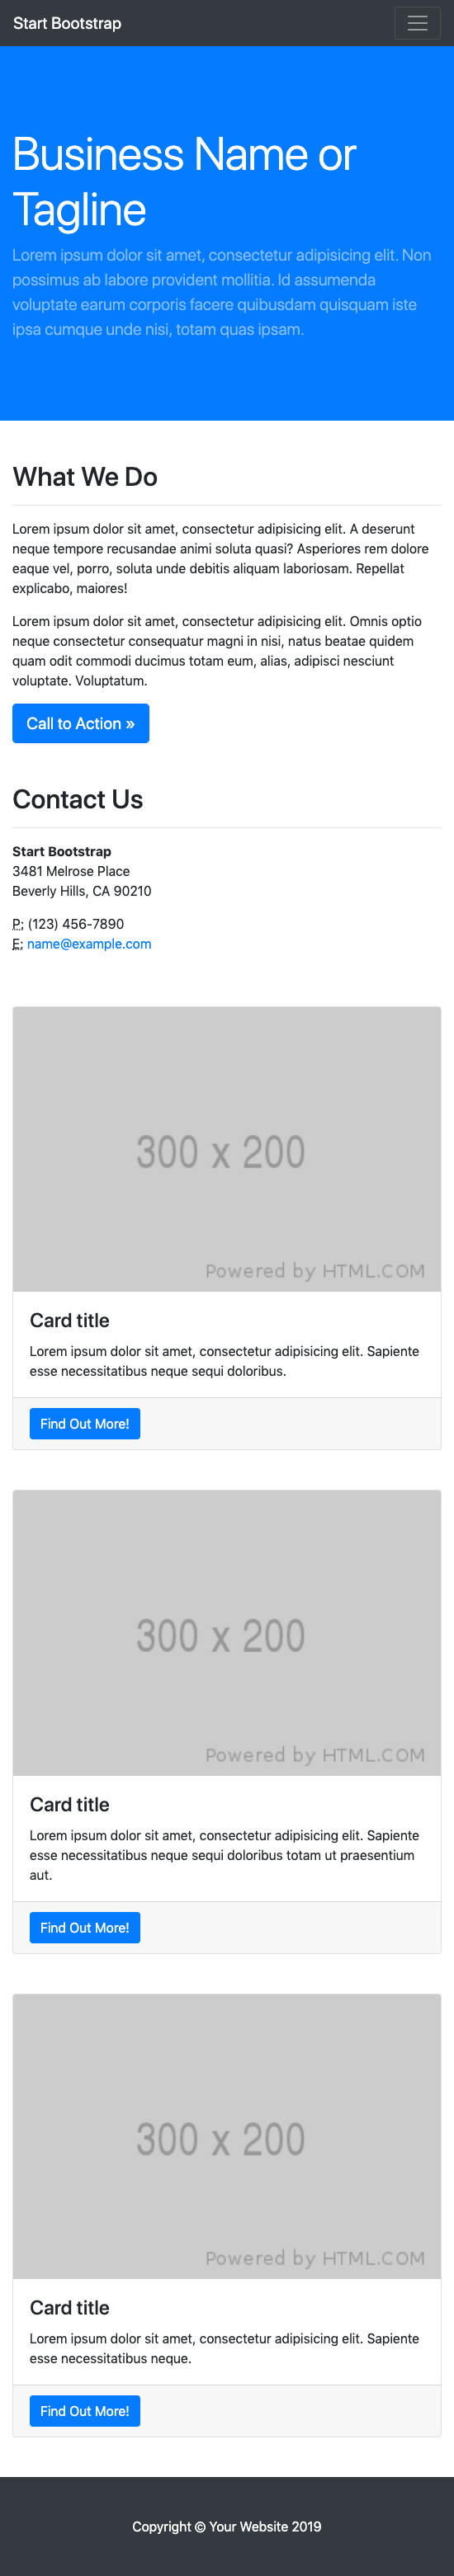 Start Bootstrap
Business Name or
Tagline
Lorem ipsum dolor sit amet, consectetur adipisicing elit. Non
possimus ab labore provident mollitia. Id assumenda
voluptate earum corporis facere quibusdam quisquam iste
ipsa cumque unde nisi, totam quas ipsam.
What We Do
Lorem ipsum dolor sit amet, consectetur adipisicing elit. A deserunt
neque tempore recusandae animi soluta quasi? Asperiores rem dolore
eaque vel, porro, soluta unde debitis aliquam laboriosam. Repellat
explicabo, maiores!
Lorem ipsum dolor sit amet, consectetur adipisicing elit. Omnis optio
neque consectetur consequatur magni in nisi, natus beatae quidem
quam odit commodi ducimus totam eum, alias, adipisci nesciunt
voluptate. Voluptatum.
Call to Action »
Contact Us
Start Bootstrap
3481 Melrose Place
Beverly Hills, CA 90210
P: (123) 456-7890
E: name@example.com
300 x 200
Powered by HTML.COM
Card title
Lorem ipsum dolor sit amet, consectetur adipisicing elit. Sapiente
esse necessitatibus neque sequi doloribus.
Find Out More!
300 x 200
Powered by HTML.COM
Card title
Lorem ipsum dolor sit amet, consectetur adipisicing elit. Sapiente
esse necessitatibus neque sequi doloribus totam ut praesentium
aut.
Find Out More!
300 x 200
Powered by HTML.COM
Card title
Lorem ipsum dolor sit amet, consectetur adipisicing elit. Sapiente
esse necessitatibus neque.
Find Out More!
Copyright © Your Website 2019